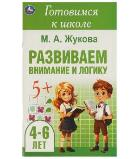 Готовимся
к школе
М. А. Жукова
РАЗВИВАЕМ
ВНИМАНИЕ И ЛОГИКУ
5+
4-6
ЛЕТ